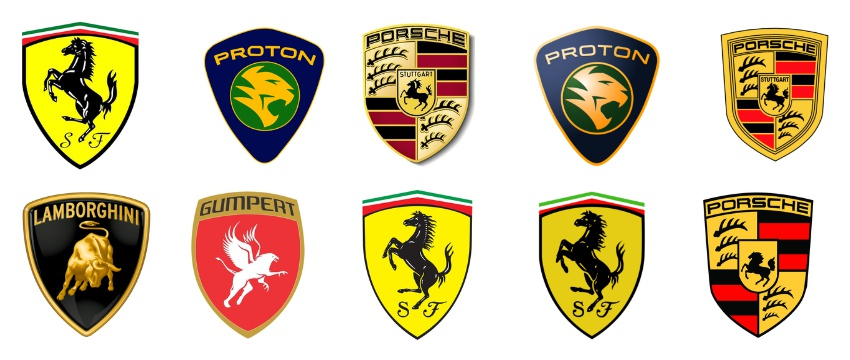 S F
PROTON
PORSCHE
STUTTGART
PROTON
PORSCHE
STUTTGART
LAMBORGHINI
GUMPERT
S F
S F
PORSCHE